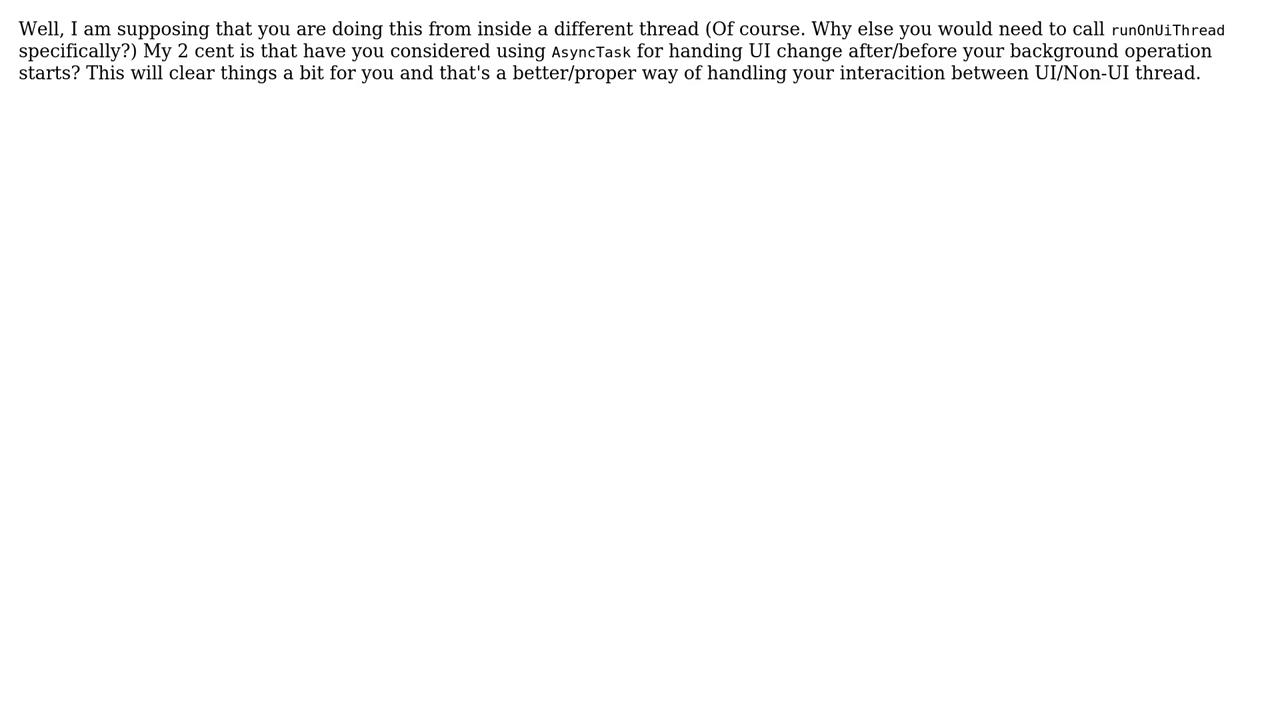 Well, I am supposing that you are doing this from inside a different thread (Of course. Why else you would need to call runOnUiThread
specifically?) My 2 cent is that have you considered using AsyncTask for handing UI change after/before your background operation
starts? This will clear things a bit for you and that's a better/proper way of handling your interacition between UI/Non-UI thread.